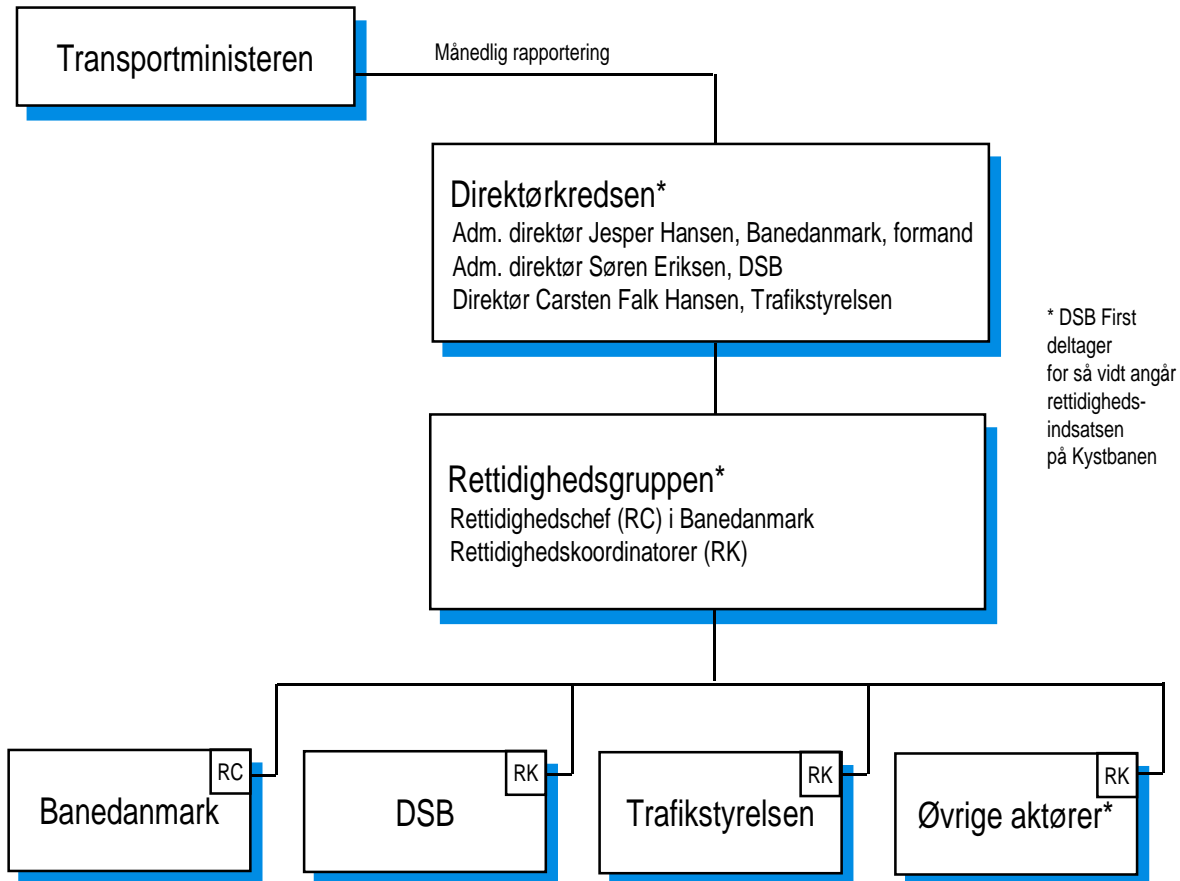 Transportministeren
Månedlig rapportering
Direktørkredsen*
Adm. direktør Jesper Hansen, Banedanmark, formand
Adm. direktør Søren Eriksen, DSB
Direktør Carsten Falk Hansen, Trafikstyrelsen
* DSB First
deltager
for så vidt angår
rettidigheds-
indsatsen
på Kystbanen
Rettidighedsgruppen*
Rettidighedschef (RC) i Banedanmark
Rettidighedskoordinatorer (RK)
RC
Banedanmark
RK
DSB
RK
Trafikstyrelsen
RK
Øvrige aktører*